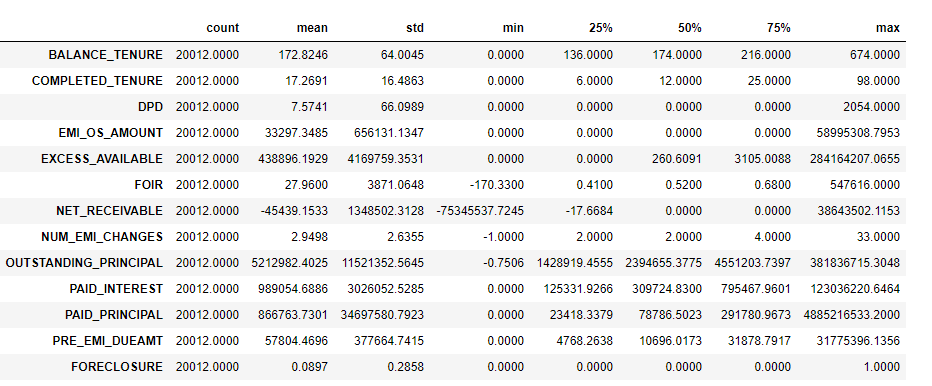 count mean std min 25% 50% 75% max
BALANCE_TENURE 20012.0000 172.8246 64.0045 0.0000 136.0000 174.0000 216.0000 674.0000
COMPLETED_TENURE 20012.0000 17.2691 16.4863 0.0000 6.0000 12.0000 25.0000 98.0000
DPD 20012.0000 7.5741 66.0989 0.0000 0.0000 0.0000 0.0000 2054.0000
EMI_OS_AMOUNT 20012.0000 33297.3485 656131.1347 0.0000 0.0000 0.0000 0.0000 58995308.7953
EXCESS_AVAILABLE 20012.0000 438896.1929 4169759.3531 0.0000 0.0000 260.6091 3105.0088 284164207.0655
FOIR 20012.0000 27.9600 3871.0648 -170.3300 0.4100 0.5200 0.6800 547616.0000
NET_RECEIVABLE 20012.0000 -45439.1533 1348502.3128 -75345537.7245 -17.6684 0.0000 0.0000 38643502.1153
NUM_EMI_CHANGES 20012.0000 2.9498 2.6355 -1.0000 2.0000 2.0000 4.0000 33.0000
OUTSTANDING_PRINCIPAL 20012.0000 5212982.4025 11521352.5645 -0.7506 1428919.4555 2394655.3775 4551203.7397 381836715.3048
PAID_INTEREST 20012.0000 989054.6886 3026052.5285 0.0000 125331.9266 309724.8300 795467.9601 123036220.6464
PAID_PRINCIPAL 20012.0000 866763.7301 34697580.7923 0.0000 23418.3379 78786.5023 291780.9673 4885216533.2000
PRE_EMI_DUEAMT 20012.0000 57804.4696 377664.7415 0.0000 4768.2638 10696.0173 31878.7917 31775396.1356
FORECLOSURE 20012.0000 0.0897 0.2858 0.0000 0.0000 0.0000 0.0000 1.0000